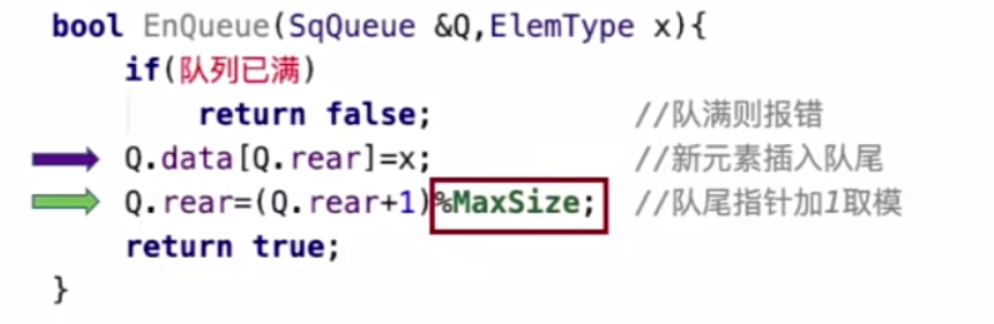 bool EnQueue(SqQueue &Q,ElemType x){
if(队列已满)
return false; //队满则报错
Q.data[Q.rear]=x; //新元素插入队尾
Q.rear=(Q.rear+1)%MaxSize; //队尾指针加1取模
return true;
}